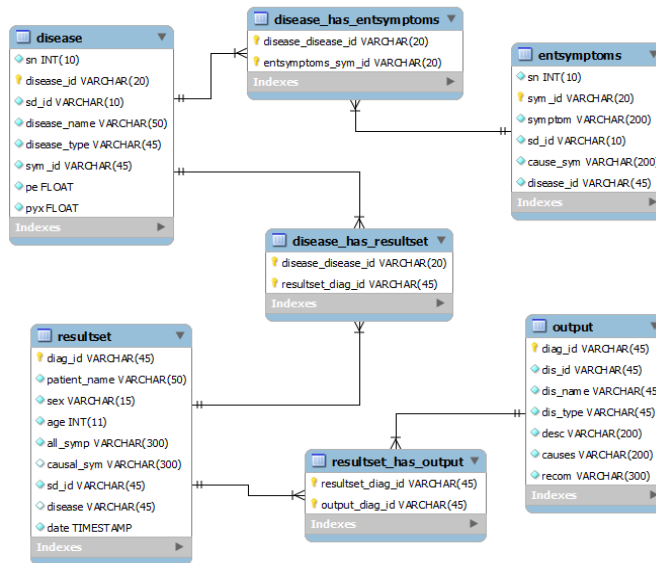 disease
sn INT(10)
disease_id VARCHAR(20)
sd_id VARCHAR(10)
disease_name VARCHAR(50)
disease_type VARCHAR(45)
sym_id VARCHAR(45)
pe FLOAT
pyx FLOAT
Indexes
disease_has_entsymptoms
disease_disease_id VARCHAR(20)
entsymptoms_sym_id VARCHAR(20)
Indexes
entsymptoms
sn INT(10)
sym_id VARCHAR(20)
symptom VARCHAR(200)
sd_id VARCHAR(10)
cause_sym VARCHAR(200)
disease_id VARCHAR(45)
Indexes
disease_has_resultset
disease_disease_id VARCHAR(20)
resultset_diag_id VARCHAR(45)
Indexes
resultset
diag_id VARCHAR(45)
patient_name VARCHAR(50)
sex VARCHAR(15)
age INT(11)
all_symp VARCHAR(300)
causal_sym VARCHAR(300)
sd_id VARCHAR(45)
disease VARCHAR(45)
date TIMESTAMP
Indexes
resultset_has_output
resultset_diag_id VARCHAR(45)
output_diag_id VARCHAR(45)
Indexes
output
diag_id VARCHAR(45)
dis_id VARCHAR(45)
dis_name VARCHAR(45
dis_type VARCHAR(45)
desc VARCHAR(200)
causes VARCHAR(200)
recom VARCHAR(300)
Indexes